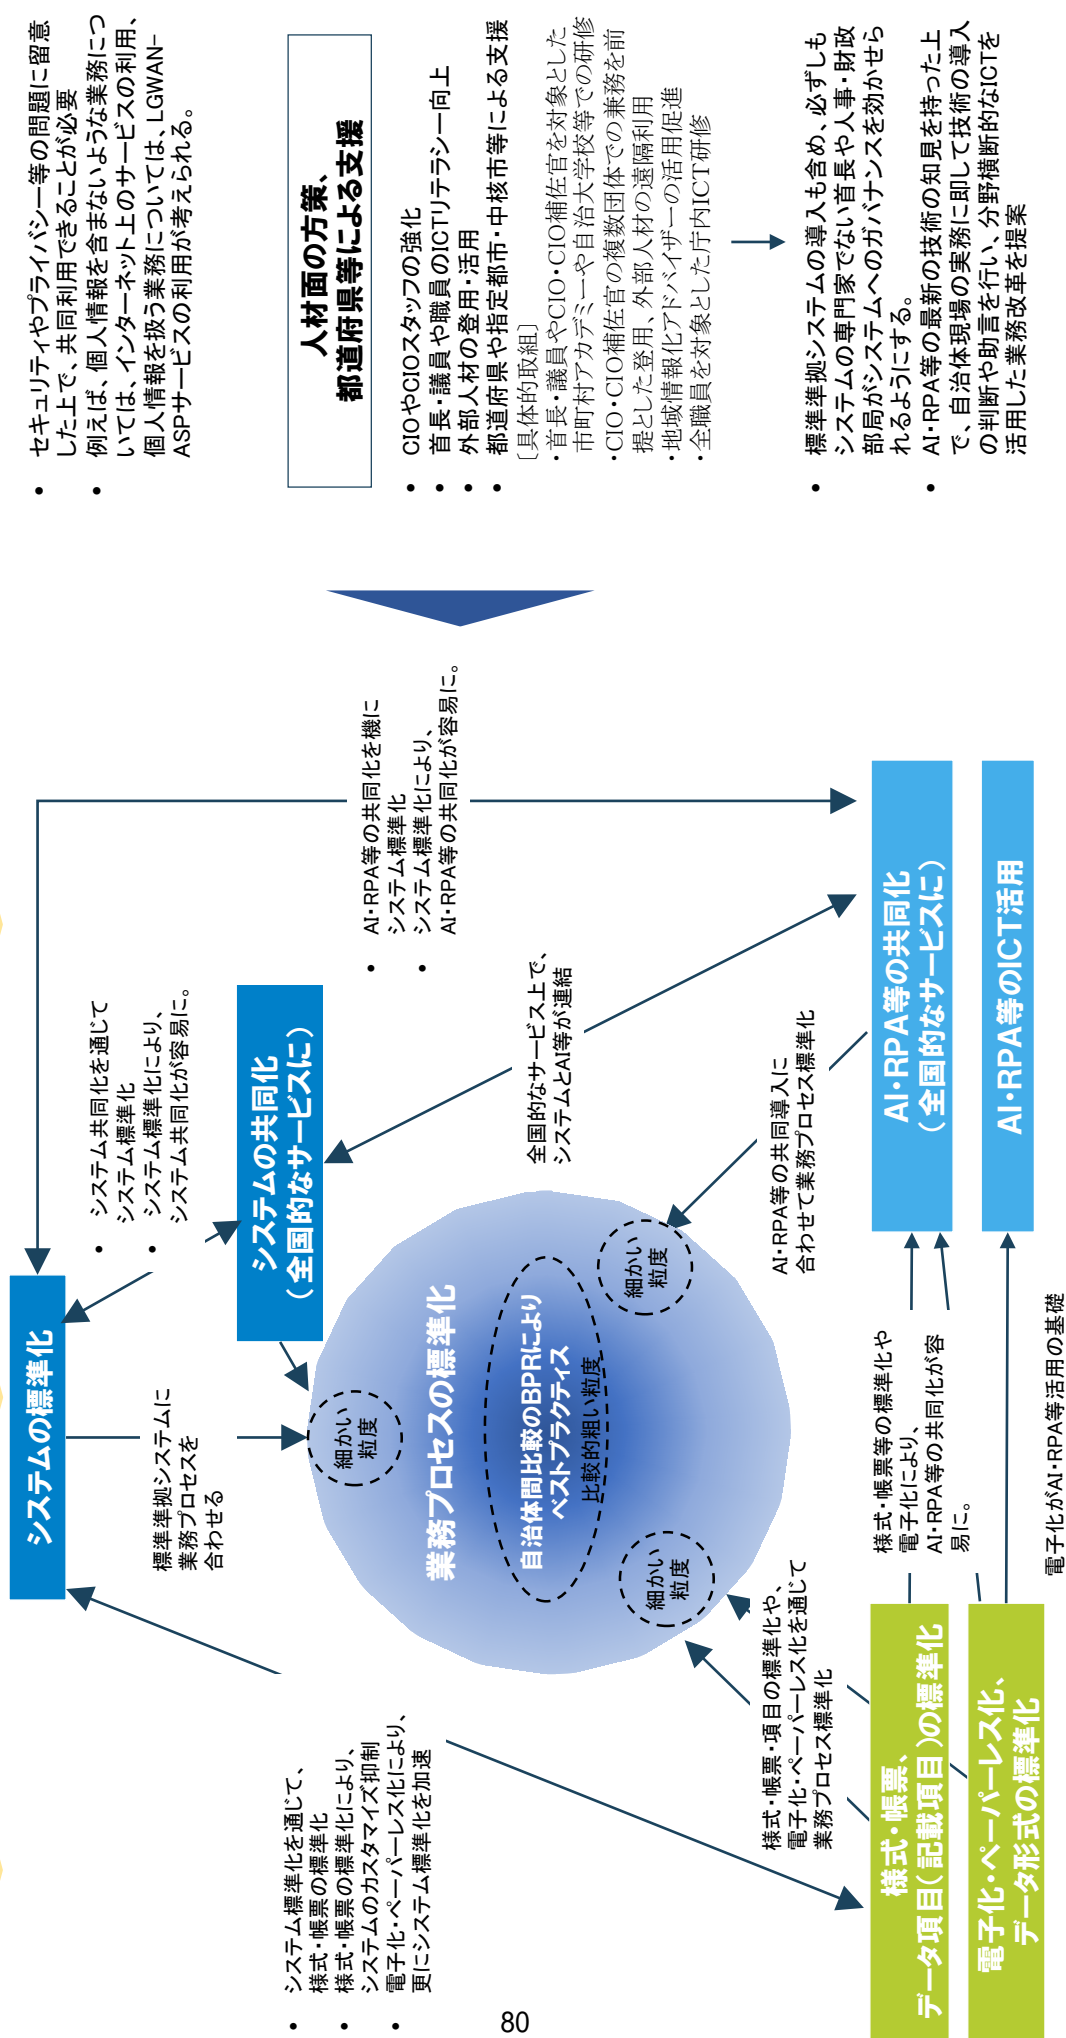 システムの標準化
システムの共同化
（全国的なサービスに）
AI・RPA等の共同化
（全国的なサービスに）
AI・RPA等のICT活用
様式・帳票、
データ項目（記載項目）の標準化
電子化・ペーパーレス化、
データ形式の標準化
業務プロセスの標準化
自治体間比較のBPRにより
ベストプラクティス
比較的粗い粒度
細かい
粒度
細かい
粒度
細かい
粒度
・ システム標準化を通じて、
様式・帳票の標準化
・ 様式・帳票の標準化により、
システムのカスタマイズ抑制
・ 電子化・ペーパーレス化により、
更にシステム標準化を加速
標準準拠システムに
業務プロセスを
合わせる
・ システム共同化を通じて
システム標準化
・ システム標準化により、
システム共同化が容易に。
・ AI・RPA等の共同化を機に
システム標準化
・ システム標準化により、
AI・RPA等の共同化が容易に。
全国的なサービス上で、
システムとAI等が連結
AI・RPA等の共同導入に
合わせて業務プロセス標準化
様式・帳票・項目の標準化や、
電子化・ペーパーレス化を通じて
業務プロセス標準化
様式・帳票等の標準化や
電子化により、
AI・RPA等の共同化が容
易に。
電子化がAI・RPA等活用の基礎
・ セキュリティやプライバシー等の問題に留意
した上で、共同利用できることが必要
・ 例えば、個人情報を含まないような業務につ
いては、インターネット上のサービスの利用、
個人情報を扱う業務については、LGWAN-
ASPサービスの利用が考えられる。
人材面の方策、
都道府県等による支援
・ CIOやCIOスタッフの強化
・ 首長・議員や職員のICTリテラシー向上
・ 外部人材の登用・活用
・ 都道府県や指定都市・中核市等による支援
［具体的取組］
・首長・議員やCIO・CIO補佐官を対象とした
市町村アカデミーや自治大学校等での研修
・CIO・CIO補佐官の複数団体での兼務を前
提とした登用、外部人材の遠隔利用
・地域情報化アドバイザーの活用促進
・全職員を対象とした庁内ICT研修
・ 標準準拠システムの導入も含め、必ずしも
システムの専門家でない首長や人事・財政
部局がシステムへのガバナンスを効かせら
れるようにする。
・ AI・RPA等の最新の技術の知見を持った上
で、自治体現場の実務に即して技術の導入
の判断や助言を行い、分野横断的なICTを
活用した業務改革を提案
80